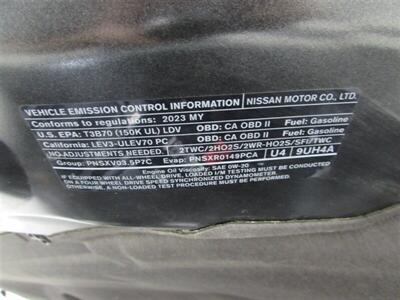 VEHICLE EMISSION CONTROL INFORMATION NISSAN MOTOR CO., LTD.
Conforms to regulations: 2023 MY
U.S. EPA: T3B70 (150K UL) LDV OBD: CA OBD II Fuel: Gasoline
California: LEV3-ULEV70 PC OBD: CA OBD II Fuel: Gasoline
NO ADJUSTMENTS NEEDED. 2TWC/2HO2S/2WR-HO2S/SFI/TWC
Group: PNSXV03.5P7C Evap: PNSXR0149PCA U4 9UH4A
Engine Oil Viscosity: SAE 0W-20
IF EQUIPPED WITH ALL-WHEEL DRIVE, LOADED I/M TESTING MUST BE PERFORMED
ON A FOUR WHEEL DRIVE SPEED SYNCHRONIZED DYNAMOMETER.
OR A NON-LOADED TEST PROCEDURE MUST BE USED.